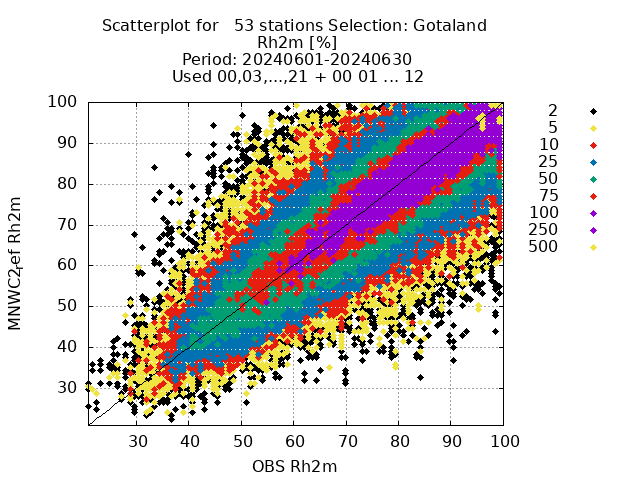 Scatterplot for   53 stations Selection: Gotaland
Rh2m [%]
Period: 20240601-20240630
Used 00,03,...,21 + 00 01 ... 12
MNWC2,ef Rh2m
100
90
80
70
60
50
40
30
30 40 50 60 70 80 90 100
OBS Rh2m
2
5
10
25
50
75
100
250
500